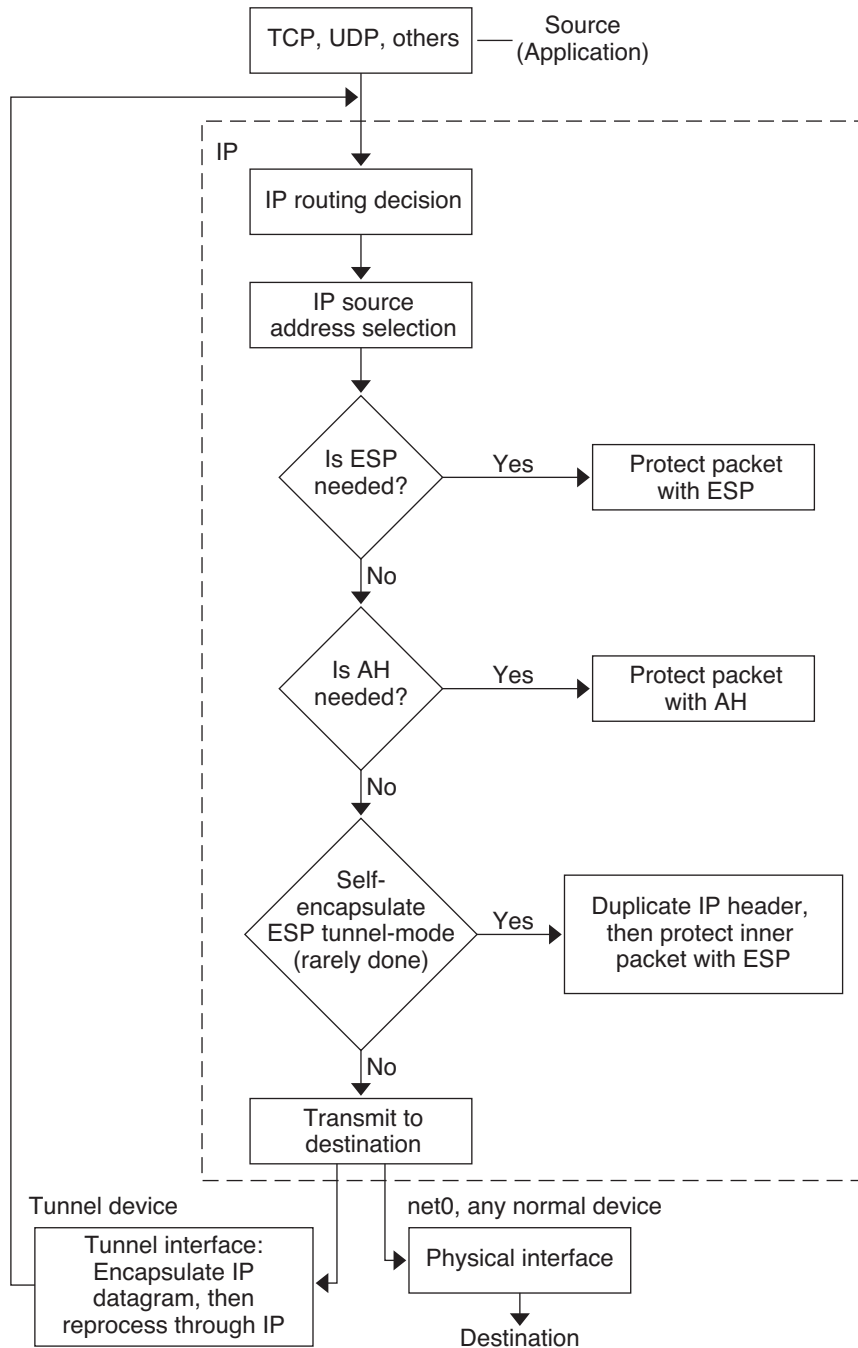 TCP, UDP, others
Source
(Application)
IP
IP routing decision
IP source
address selection
Is ESP
needed?
Yes
Protect packet
with ESP
No
Is AH
needed?
Yes
Protect packet
with AH
No
Self-
encapsulate
ESP tunnel-mode
(rarely done)
Yes
Duplicate IP header,
then protect inner
packet with ESP
No
Transmit to
destination
Tunnel device
net0, any normal device
Tunnel interface:
Encapsulate IP
datagram, then
reprocess through IP
Physical interface
Destination